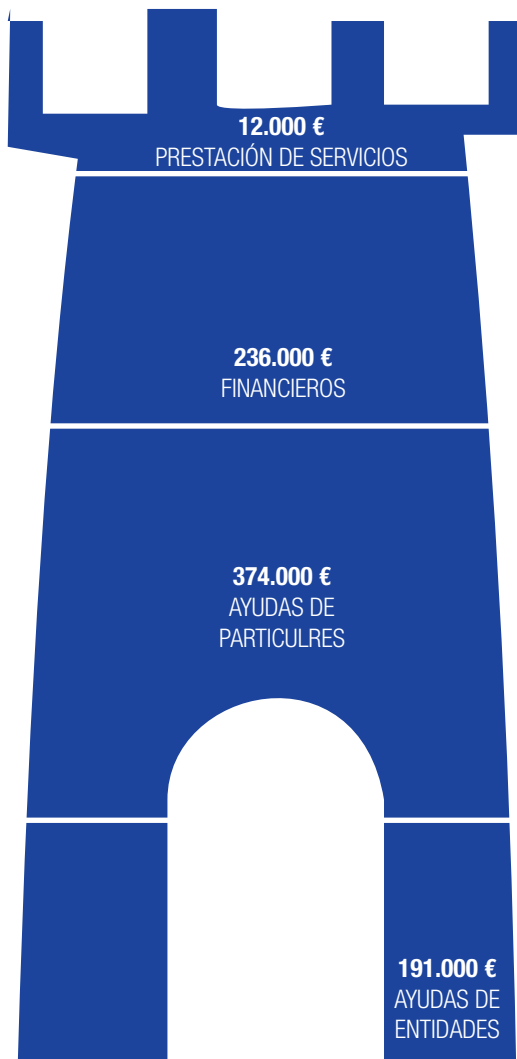 12.000 €
PRESTACIÓN DE SERVICIOS
236.000 €
FINANCIEROS
374.000 €
AYUDAS DE
PARTICULRES
191.000 €
AYUDAS DE
ENTIDADES